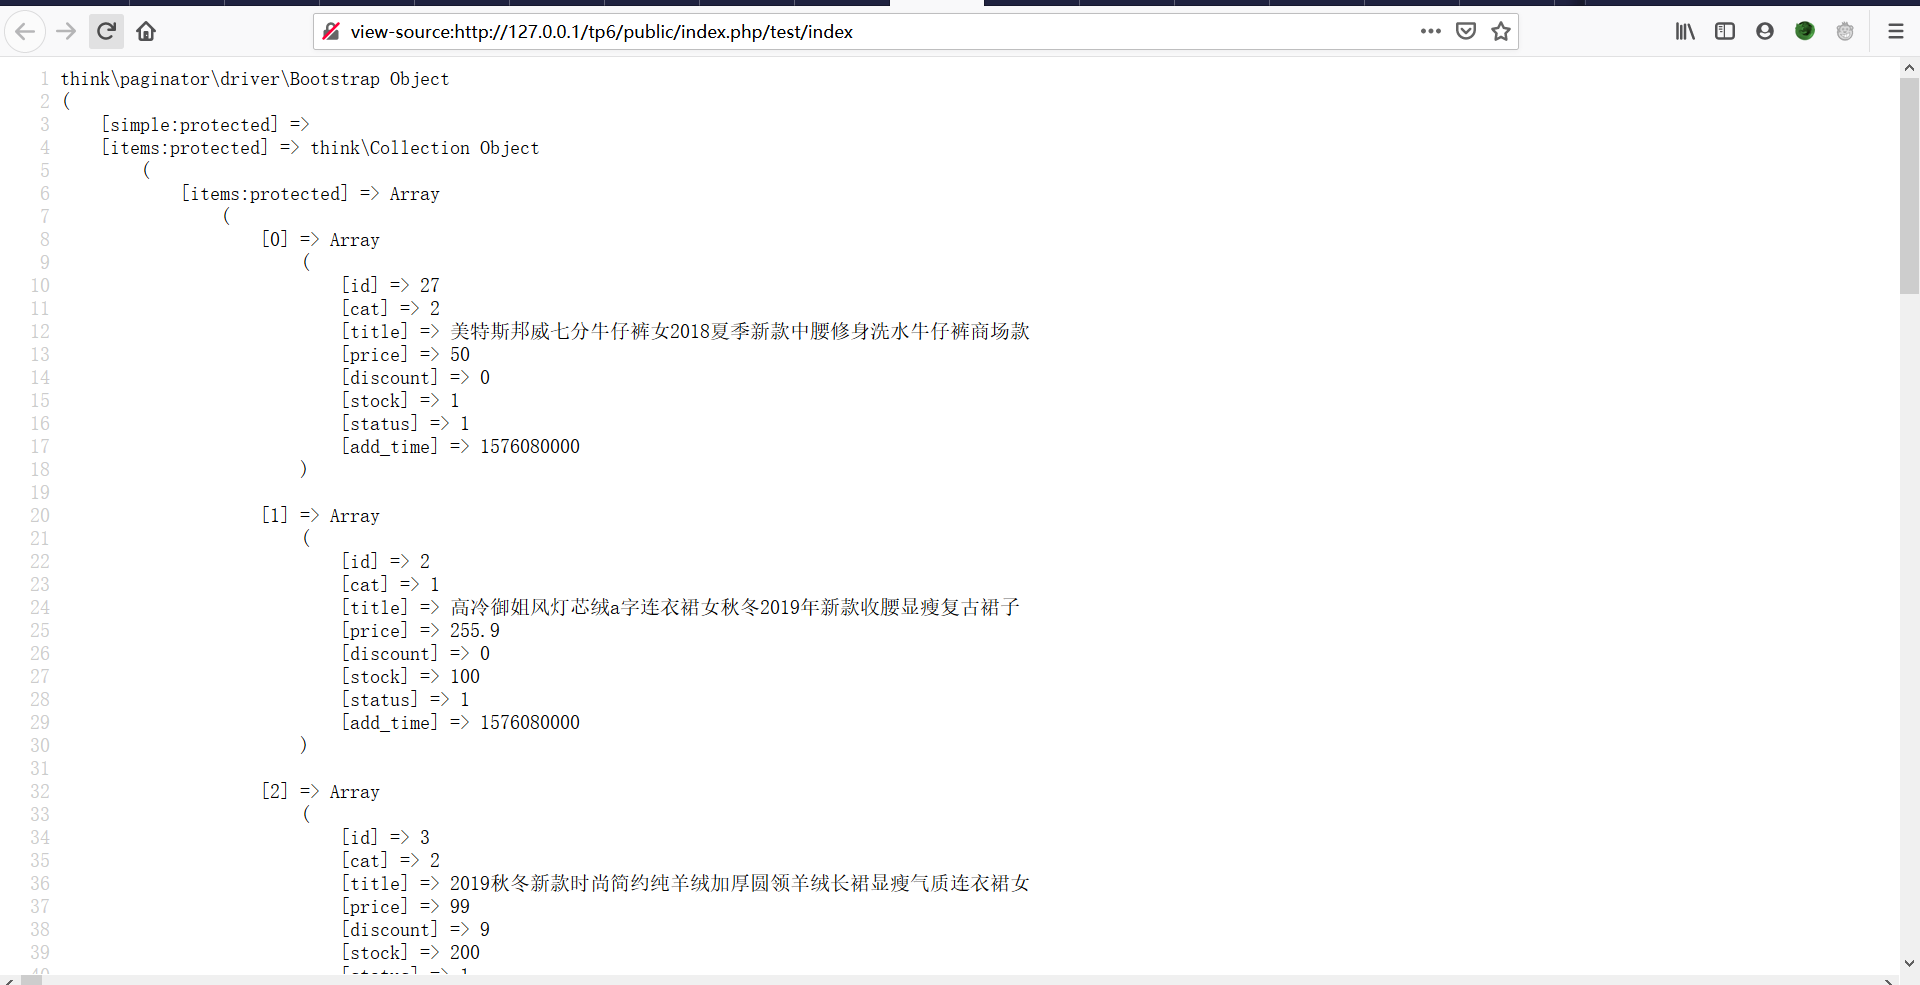 view-source:http://127.0.0.1/tp6/public/index.php/test/index
1 think\paginator\driver\Bootstrap Object
2 (
3     [simple:protected] =>
4     [items:protected] => think\Collection Object
5         (
6             [items:protected] => Array
7                 (
8                     [0] => Array
9                         (
10                             [id] => 27
11                             [cat] => 2
12                             [title] => 美特斯邦威七分牛仔裤女2018夏季新款中腰修身洗水牛仔裤商场款
13                             [price] => 50
14                             [discount] => 0
15                             [stock] => 1
16                             [status] => 1
17                             [add_time] => 1576080000
18                         )
19
20                     [1] => Array
21                         (
22                             [id] => 2
23                             [cat] => 1
24                             [title] => 高冷御姐风灯芯绒a字连衣裙女秋冬2019年新款收腰显瘦复古裙子
25                             [price] => 255.9
26                             [discount] => 0
27                             [stock] => 100
28                             [status] => 1
29                             [add_time] => 1576080000
30                         )
31
32                     [2] => Array
33                         (
34                             [id] => 3
35                             [cat] => 2
36                             [title] => 2019秋冬新款时尚简约纯羊绒加厚圆领羊绒长裙显瘦气质连衣裙女
37                             [price] => 99
38                             [discount] => 9
39                             [stock] => 200
40                             [status] => 1